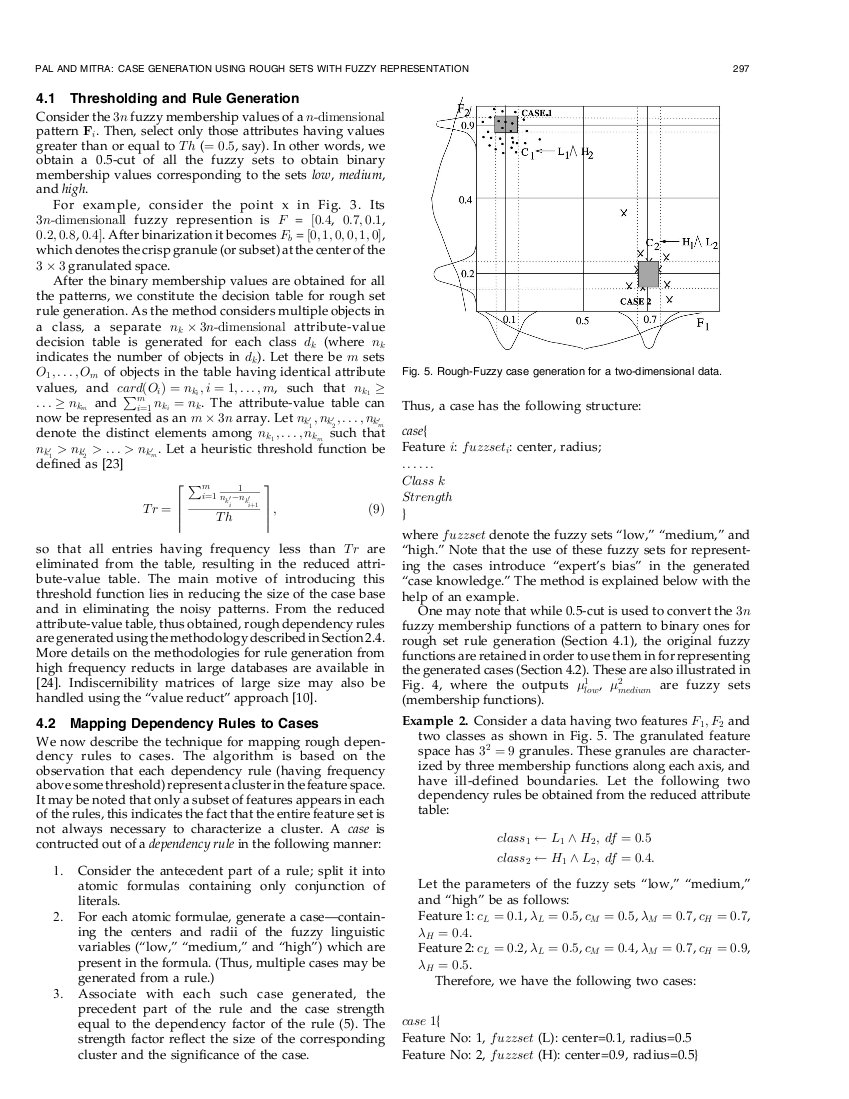 PAL AND MITRA: CASE GENERATION USING ROUGH SETS WITH FUZZY REPRESENTATION 297
4.1 Thresholding and Rule Generation
Consider the 3n fuzzy membership values of a n-dimensional
pattern F_i. Then, select only those attributes having values
greater than or equal to Th (= 0.5, say). In other words, we
obtain a 0.5-cut of all the fuzzy sets to obtain binary
membership values corresponding to the sets low, medium,
and high.
For example, consider the point x in Fig. 3. Its
3n-dimensionall fuzzy represention is F = [0.4, 0.7, 0.1,
0.2, 0.8, 0.4]. After binarization it becomes F_b = [0, 1, 0, 0, 1, 0],
which denotes the crisp granule (or subset) at the center of the
3 × 3 granulated space.
After the binary membership values are obtained for all
the patterns, we constitute the decision table for rough set
rule generation. As the method considers multiple objects in
a class, a separate n_k × 3n-dimensional attribute-value
decision table is generated for each class d_k (where n_k
indicates the number of objects in d_k). Let there be m sets
O_1, . . . , O_m of objects in the table having identical attribute
values, and card(O_i) = n_{k_i}, i = 1, . . . , m, such that n_{k_1} ≥
. . . ≥ n_{k_m} and ∑_{i=1}^{m} n_{k_i} = n_k. The attribute-value table can
now be represented as an m × 3n array. Let n_{k'_1}, n_{k'_2}, . . . , n_{k'_m}
denote the distinct elements among n_{k_1}, . . . , n_{k_m} such that
n_{k'_1} > n_{k'_2} > . . . > n_{k'_m}. Let a heuristic threshold function be
defined as [23]
Tr = ⌈ (∑_{i=1}^{m} 1/(n_{k'_i} − n_{k'_{i+1}})) / Th ⌉, (9)
so that all entries having frequency less than Tr are
eliminated from the table, resulting in the reduced attri-
bute-value table. The main motive of introducing this
threshold function lies in reducing the size of the case base
and in eliminating the noisy patterns. From the reduced
attribute-value table, thus obtained, rough dependency rules
are generated using the methodology described in Section 2.4.
More details on the methodologies for rule generation from
high frequency reducts in large databases are available in
[24]. Indiscernibility matrices of large size may also be
handled using the “value reduct” approach [10].
4.2 Mapping Dependency Rules to Cases
We now describe the technique for mapping rough depen-
dency rules to cases. The algorithm is based on the
observation that each dependency rule (having frequency
above some threshold) represent a cluster in the feature space.
It may be noted that only a subset of features appears in each
of the rules, this indicates the fact that the entire feature set is
not always necessary to characterize a cluster. A case is
contructed out of a dependency rule in the following manner:
1. Consider the antecedent part of a rule; split it into
atomic formulas containing only conjunction of
literals.
2. For each atomic formulae, generate a case—contain-
ing the centers and radii of the fuzzy linguistic
variables (“low,” “medium,” and “high”) which are
present in the formula. (Thus, multiple cases may be
generated from a rule.)
3. Associate with each such case generated, the
precedent part of the rule and the case strength
equal to the dependency factor of the rule (5). The
strength factor reflect the size of the corresponding
cluster and the significance of the case.
F_2
CASE 1
0.9
C_1 ← L_1 ∧ H_2
0.4
C_2 ← H_1 ∧ L_2
0.2
CASE 2
0.1 0.5 0.7 F_1
Fig. 5. Rough-Fuzzy case generation for a two-dimensional data.
Thus, a case has the following structure:
case{
Feature i: fuzzset_i: center, radius;
. . . . . .
Class k
Strength
}
where fuzzset denote the fuzzy sets “low,” “medium,” and
“high.” Note that the use of these fuzzy sets for represent-
ing the cases introduce “expert’s bias” in the generated
“case knowledge.” The method is explained below with the
help of an example.
One may note that while 0.5-cut is used to convert the 3n
fuzzy membership functions of a pattern to binary ones for
rough set rule generation (Section 4.1), the original fuzzy
functions are retained in order to use them in for representing
the generated cases (Section 4.2). These are also illustrated in
Fig. 4, where the outputs μ^1_{low}, μ^2_{medium} are fuzzy sets
(membership functions).
Example 2. Consider a data having two features F_1, F_2 and
two classes as shown in Fig. 5. The granulated feature
space has 3^2 = 9 granules. These granules are character-
ized by three membership functions along each axis, and
have ill-defined boundaries. Let the following two
dependency rules be obtained from the reduced attribute
table:
class_1 ← L_1 ∧ H_2, df = 0.5
class_2 ← H_1 ∧ L_2, df = 0.4.
Let the parameters of the fuzzy sets “low,” “medium,”
and “high” be as follows:
Feature 1: c_L = 0.1, λ_L = 0.5, c_M = 0.5, λ_M = 0.7, c_H = 0.7,
λ_H = 0.4.
Feature 2: c_L = 0.2, λ_L = 0.5, c_M = 0.4, λ_M = 0.7, c_H = 0.9,
λ_H = 0.5.
Therefore, we have the following two cases:
case 1{
Feature No: 1, fuzzset (L): center=0.1, radius=0.5
Feature No: 2, fuzzset (H): center=0.9, radius=0.5}